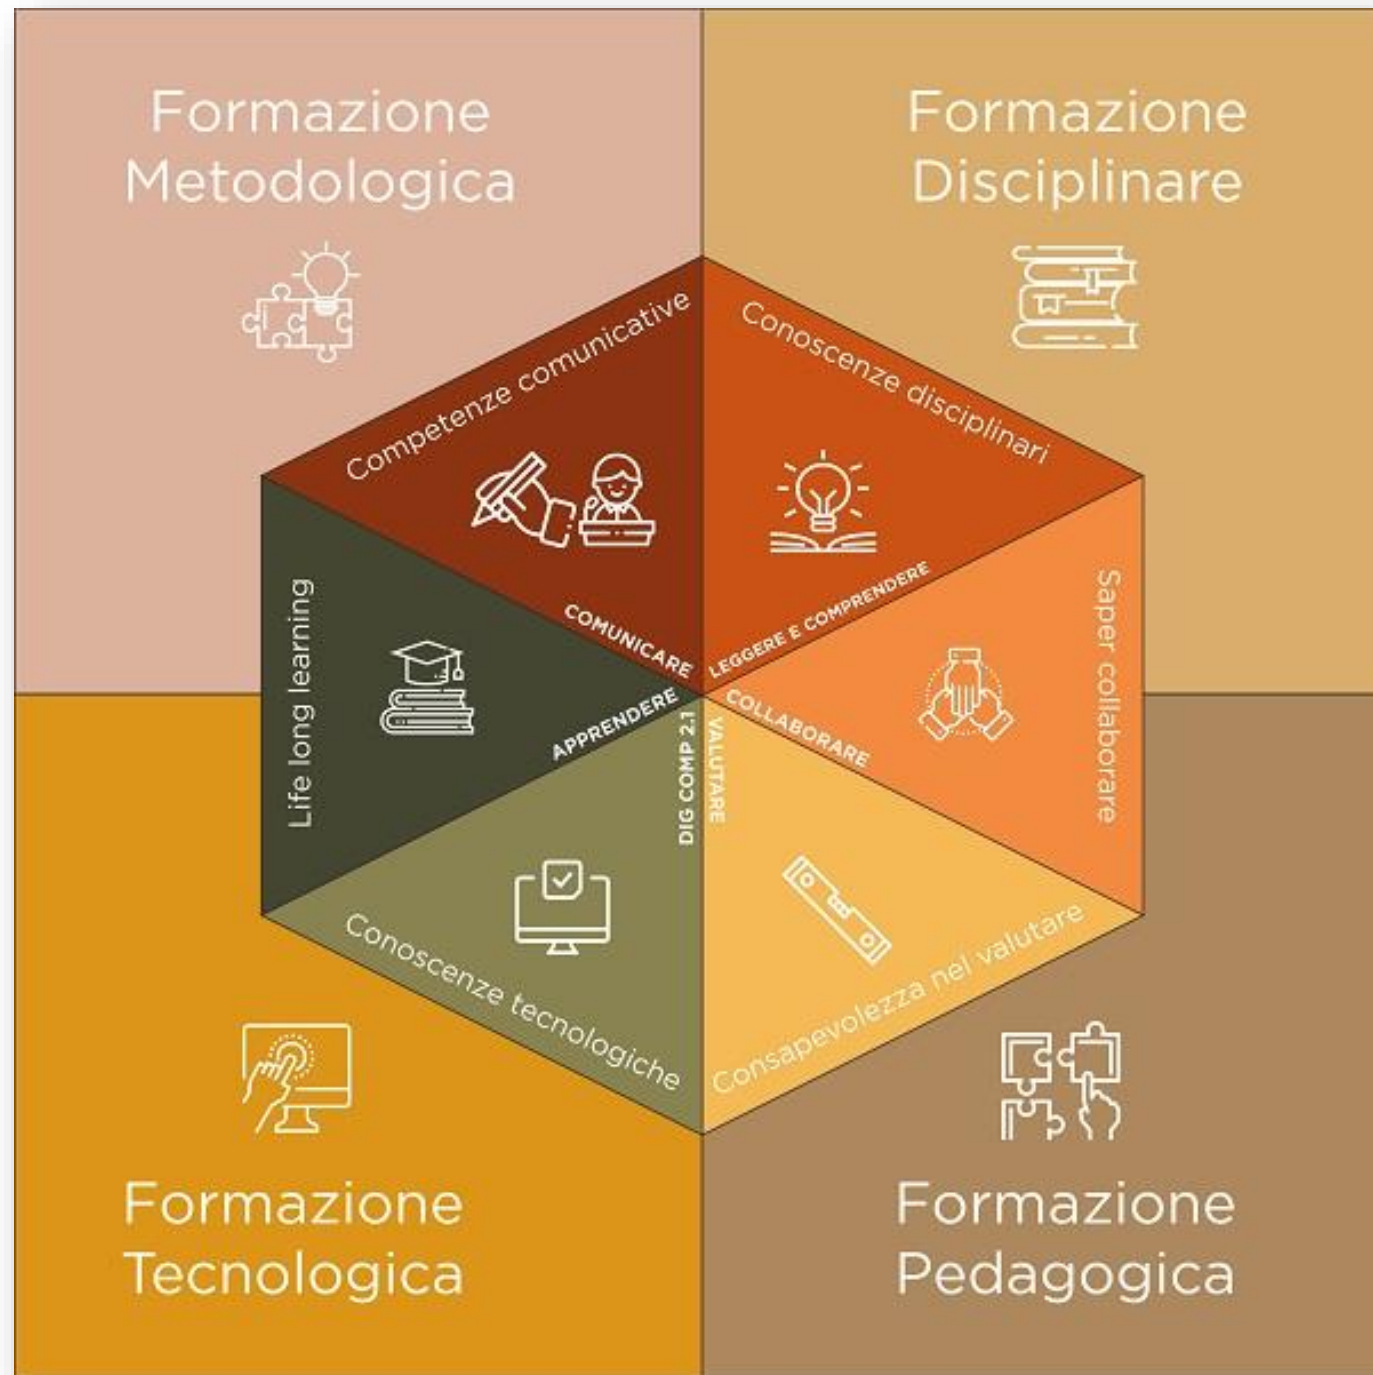 Formazione
Metodologica
Formazione
Disciplinare
Competenze comunicative
Conoscenze disciplinari
COMUNICARE
LEGGERE E COMPRENDERE
Life long learning
APPRENDERE
COLLABORARE
Saper collaborare
DIG COMP 2.1
VALUTARE
Conoscenze tecnologiche
Consapevolezza nel valutare
Formazione
Tecnologica
Formazione
Pedagogica